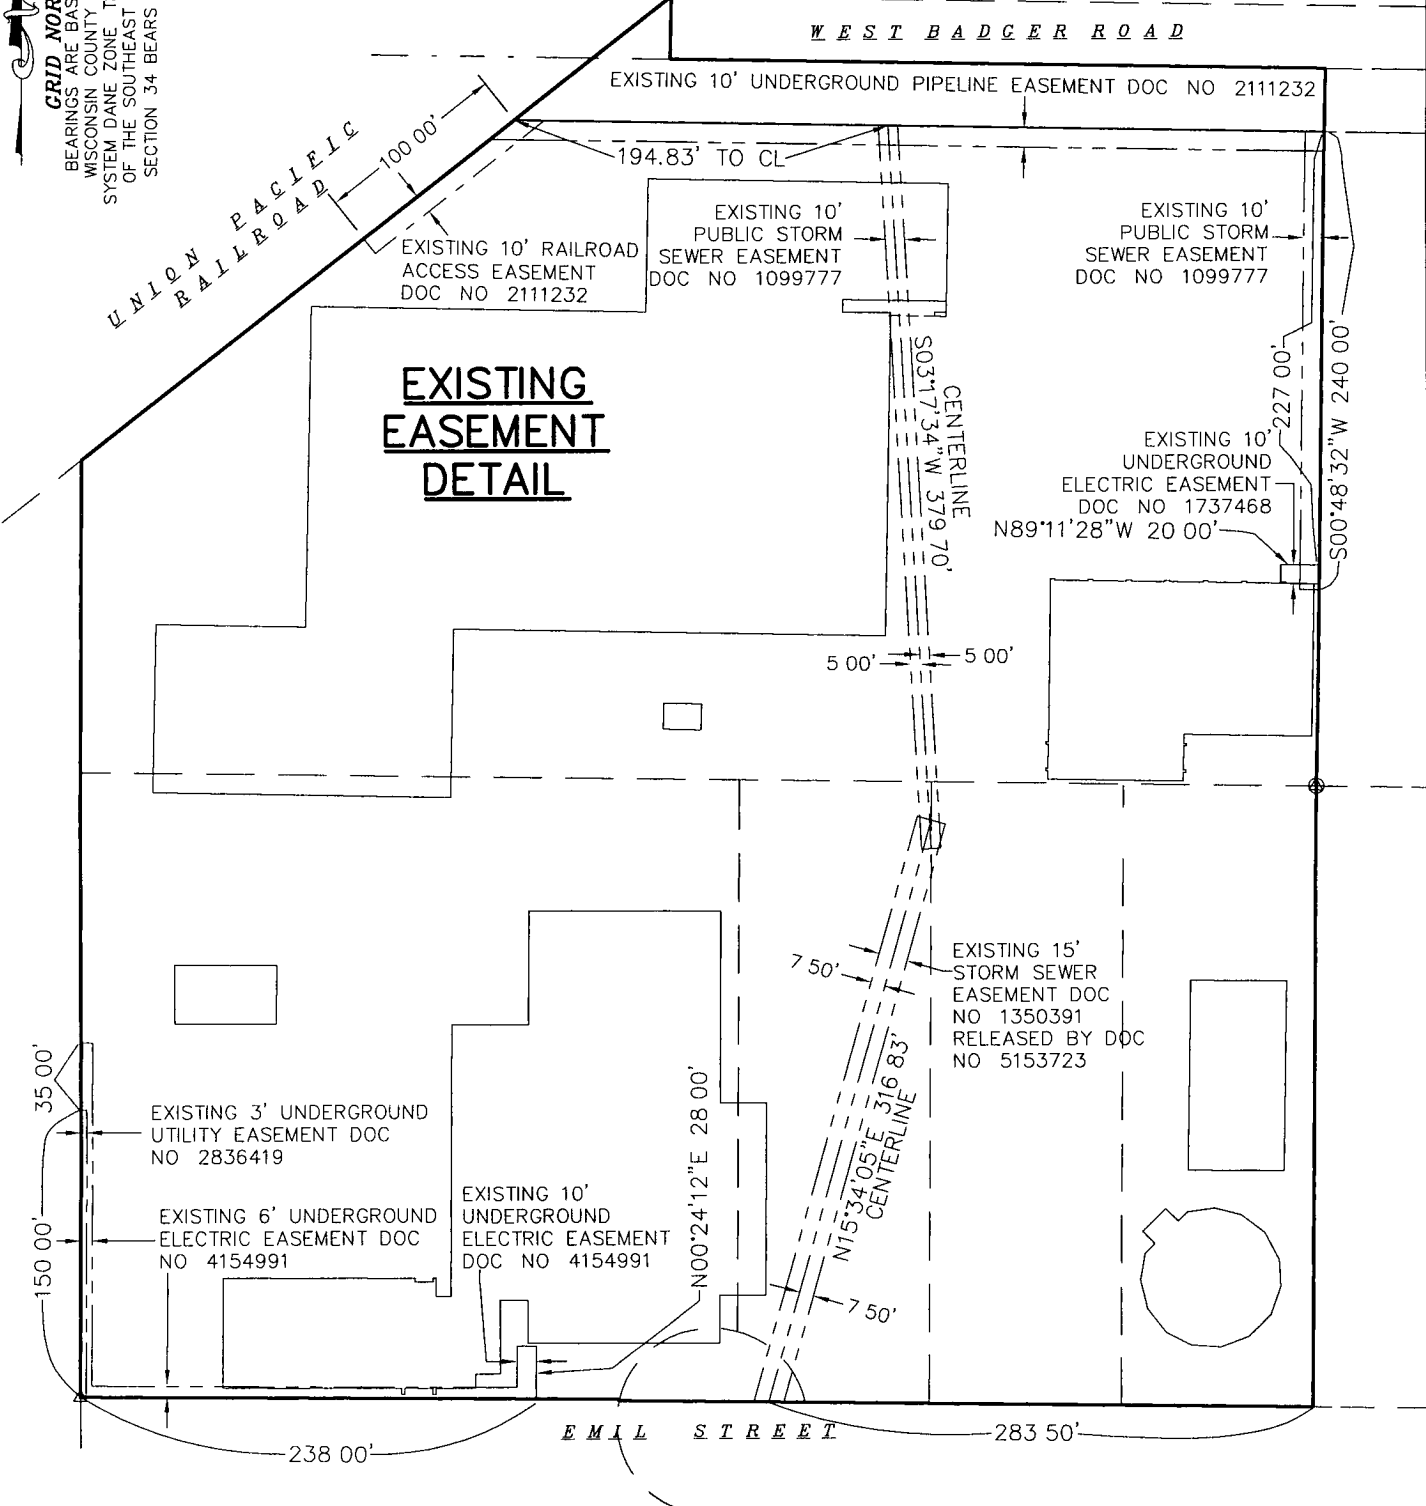 GRID NOR
BEARINGS ARE BAS
WISCONSIN COUNTY
SYSTEM DANE ZONE T
OF THE SOUTHEAST
SECTION 34 BEARS
WEST BADGER ROAD
EXISTING 10' UNDERGROUND PIPELINE EASEMENT DOC NO 2111232
UNION PACIFIC
RAILROAD
100 00'
194.83' TO CL
EXISTING 10' RAILROAD
ACCESS EASEMENT
DOC NO 2111232
EXISTING 10'
PUBLIC STORM
SEWER EASEMENT
DOC NO 1099777
EXISTING 10'
PUBLIC STORM
SEWER EASEMENT
DOC NO 1099777
EXISTING
EASEMENT
DETAIL
CENTERLINE
S03°17'34"W 379 70'
227 00'
S00°48'32"W 240 00'
EXISTING 10'
UNDERGROUND
ELECTRIC EASEMENT
DOC NO 1737468
N89°11'28"W 20 00'
5 00'
5 00'
7 50'
EXISTING 15'
STORM SEWER
EASEMENT DOC
NO 1350391
RELEASED BY DOC
NO 5153723
N15°34'05"E 316 83'
CENTERLINE
7 50'
35 00'
150 00'
EXISTING 3' UNDERGROUND
UTILITY EASEMENT DOC
NO 2836419
EXISTING 6' UNDERGROUND
ELECTRIC EASEMENT DOC
NO 4154991
EXISTING 10'
UNDERGROUND
ELECTRIC EASEMENT
DOC NO 4154991
N00°24'12"E 28 00'
238 00'
EMIL STREET
283 50'